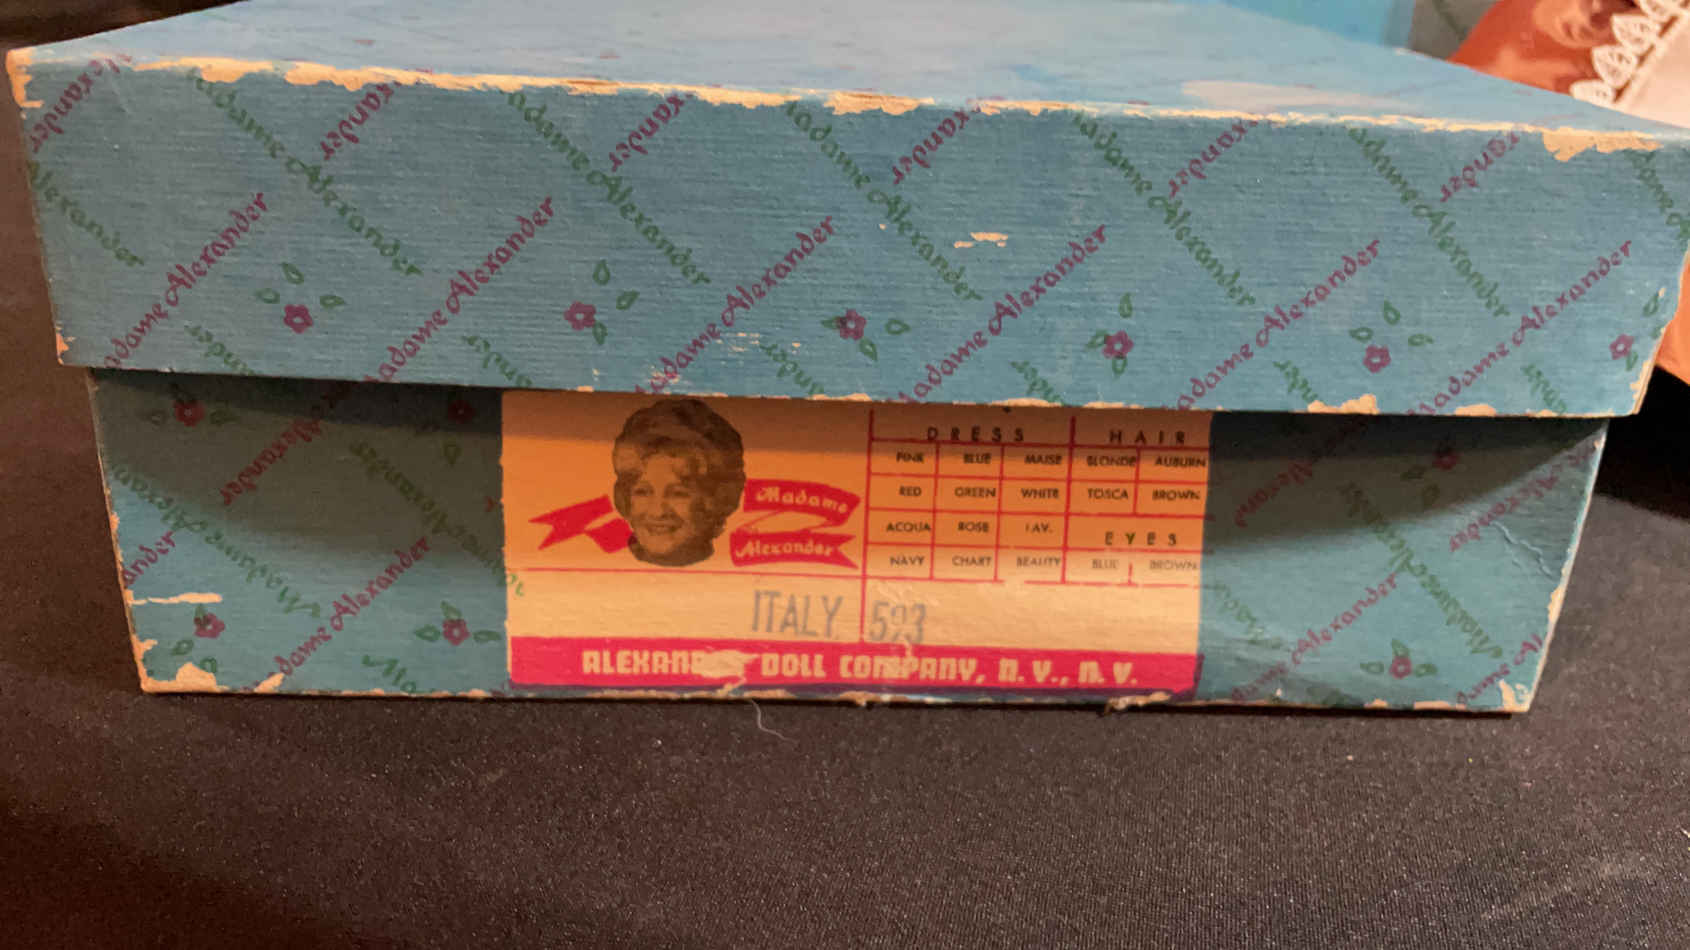 Madame Alexander
Madame Alexander
Madame Alexander
Madame Alexander
Madame Alexander
Madame Alexander
Madame
Alexander
DRESS HAIR
PINK BLUE MAISE BLONDE AUBURN
RED GREEN WHITE TOSCA BROWN
ACQUA ROSE LAV. EYES
NAVY CHART BEAUTY BLUE BROWN
ITALY 593
DOLL COMPANY, N.Y., N.Y.